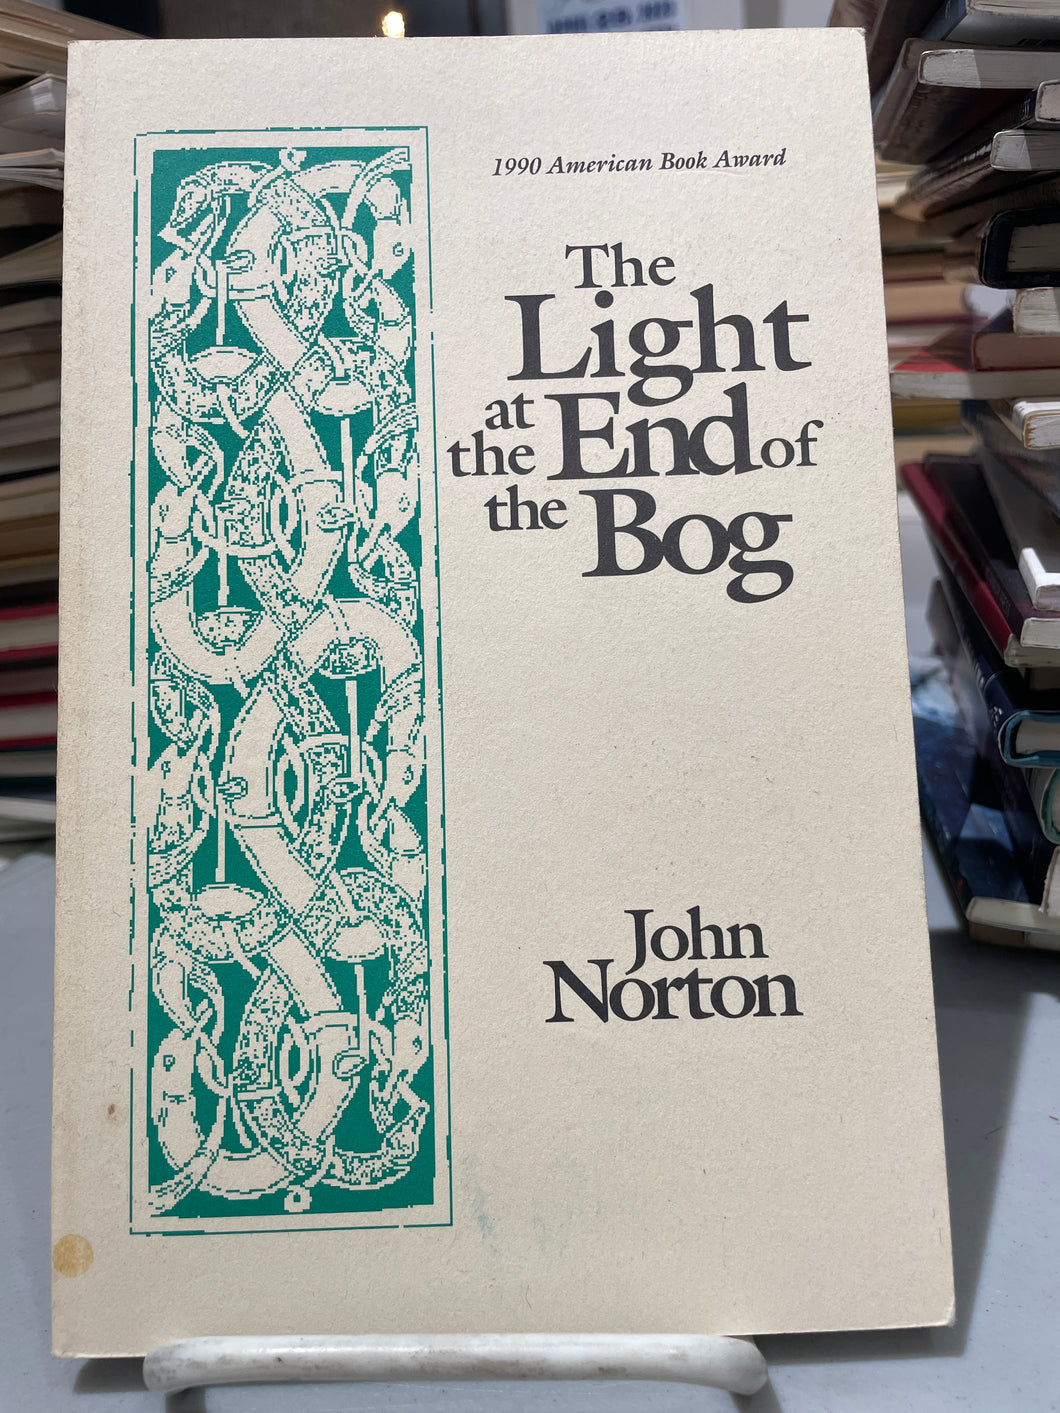 1990 American Book Award
The
Light
at
the End of
the Bog
John
Norton